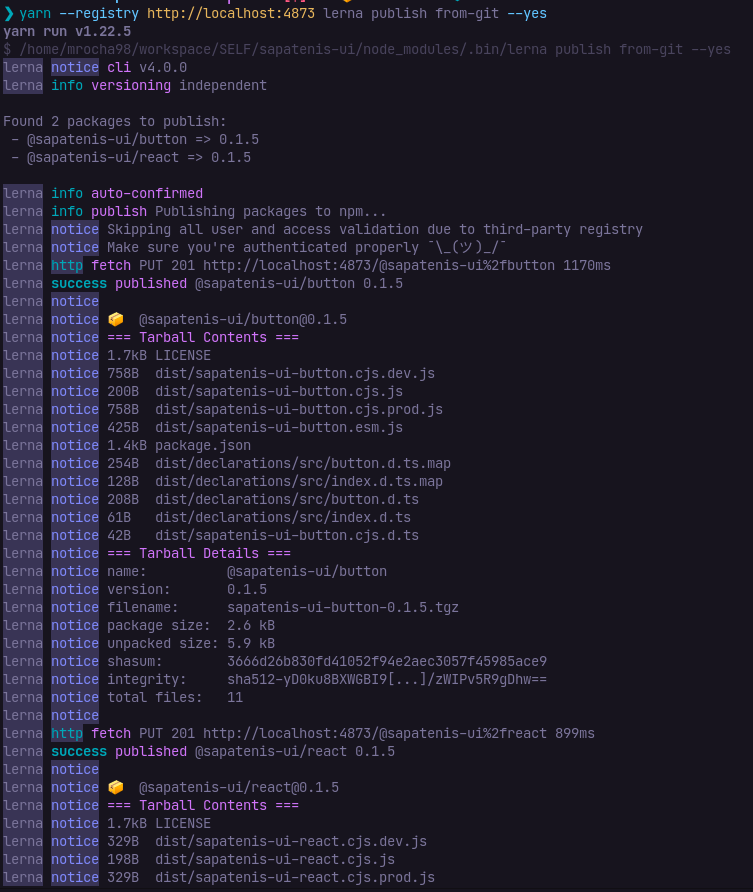 ❯ yarn --registry http://localhost:4873 lerna publish from-git --yes
yarn run v1.22.5
$ /home/mrocha98/workspace/SELF/sapatenis-ui/node_modules/.bin/lerna publish from-git --yes
lerna notice cli v4.0.0
lerna info versioning independent
Found 2 packages to publish:
- @sapatenis-ui/button => 0.1.5
- @sapatenis-ui/react => 0.1.5
lerna info auto-confirmed
lerna info publish Publishing packages to npm...
lerna notice Skipping all user and access validation due to third-party registry
lerna notice Make sure you're authenticated properly ¯\_(ツ)_/¯
lerna http fetch PUT 201 http://localhost:4873/@sapatenis-ui%2fbutton 1170ms
lerna success published @sapatenis-ui/button 0.1.5
lerna notice
lerna notice 📦 @sapatenis-ui/button@0.1.5
lerna notice === Tarball Contents ===
lerna notice 1.7kB LICENSE
lerna notice 758B dist/sapatenis-ui-button.cjs.dev.js
lerna notice 200B dist/sapatenis-ui-button.cjs.js
lerna notice 758B dist/sapatenis-ui-button.cjs.prod.js
lerna notice 425B dist/sapatenis-ui-button.esm.js
lerna notice 1.4kB package.json
lerna notice 254B dist/declarations/src/button.d.ts.map
lerna notice 128B dist/declarations/src/index.d.ts.map
lerna notice 208B dist/declarations/src/button.d.ts
lerna notice 61B dist/declarations/src/index.d.ts
lerna notice 42B dist/sapatenis-ui-button.cjs.d.ts
lerna notice === Tarball Details ===
lerna notice name: @sapatenis-ui/button
lerna notice version: 0.1.5
lerna notice filename: sapatenis-ui-button-0.1.5.tgz
lerna notice package size: 2.6 kB
lerna notice unpacked size: 5.9 kB
lerna notice shasum: 3666d26b830fd41052f94e2aec3057f45985ace9
lerna notice integrity: sha512-yD0ku8BXWGBI9[...]/zWIPv5R9gDhw==
lerna notice total files: 11
lerna notice
lerna http fetch PUT 201 http://localhost:4873/@sapatenis-ui%2freact 899ms
lerna success published @sapatenis-ui/react 0.1.5
lerna notice
lerna notice 📦 @sapatenis-ui/react@0.1.5
lerna notice === Tarball Contents ===
lerna notice 1.7kB LICENSE
lerna notice 329B dist/sapatenis-ui-react.cjs.dev.js
lerna notice 198B dist/sapatenis-ui-react.cjs.js
lerna notice 329B dist/sapatenis-ui-react.cjs.prod.js